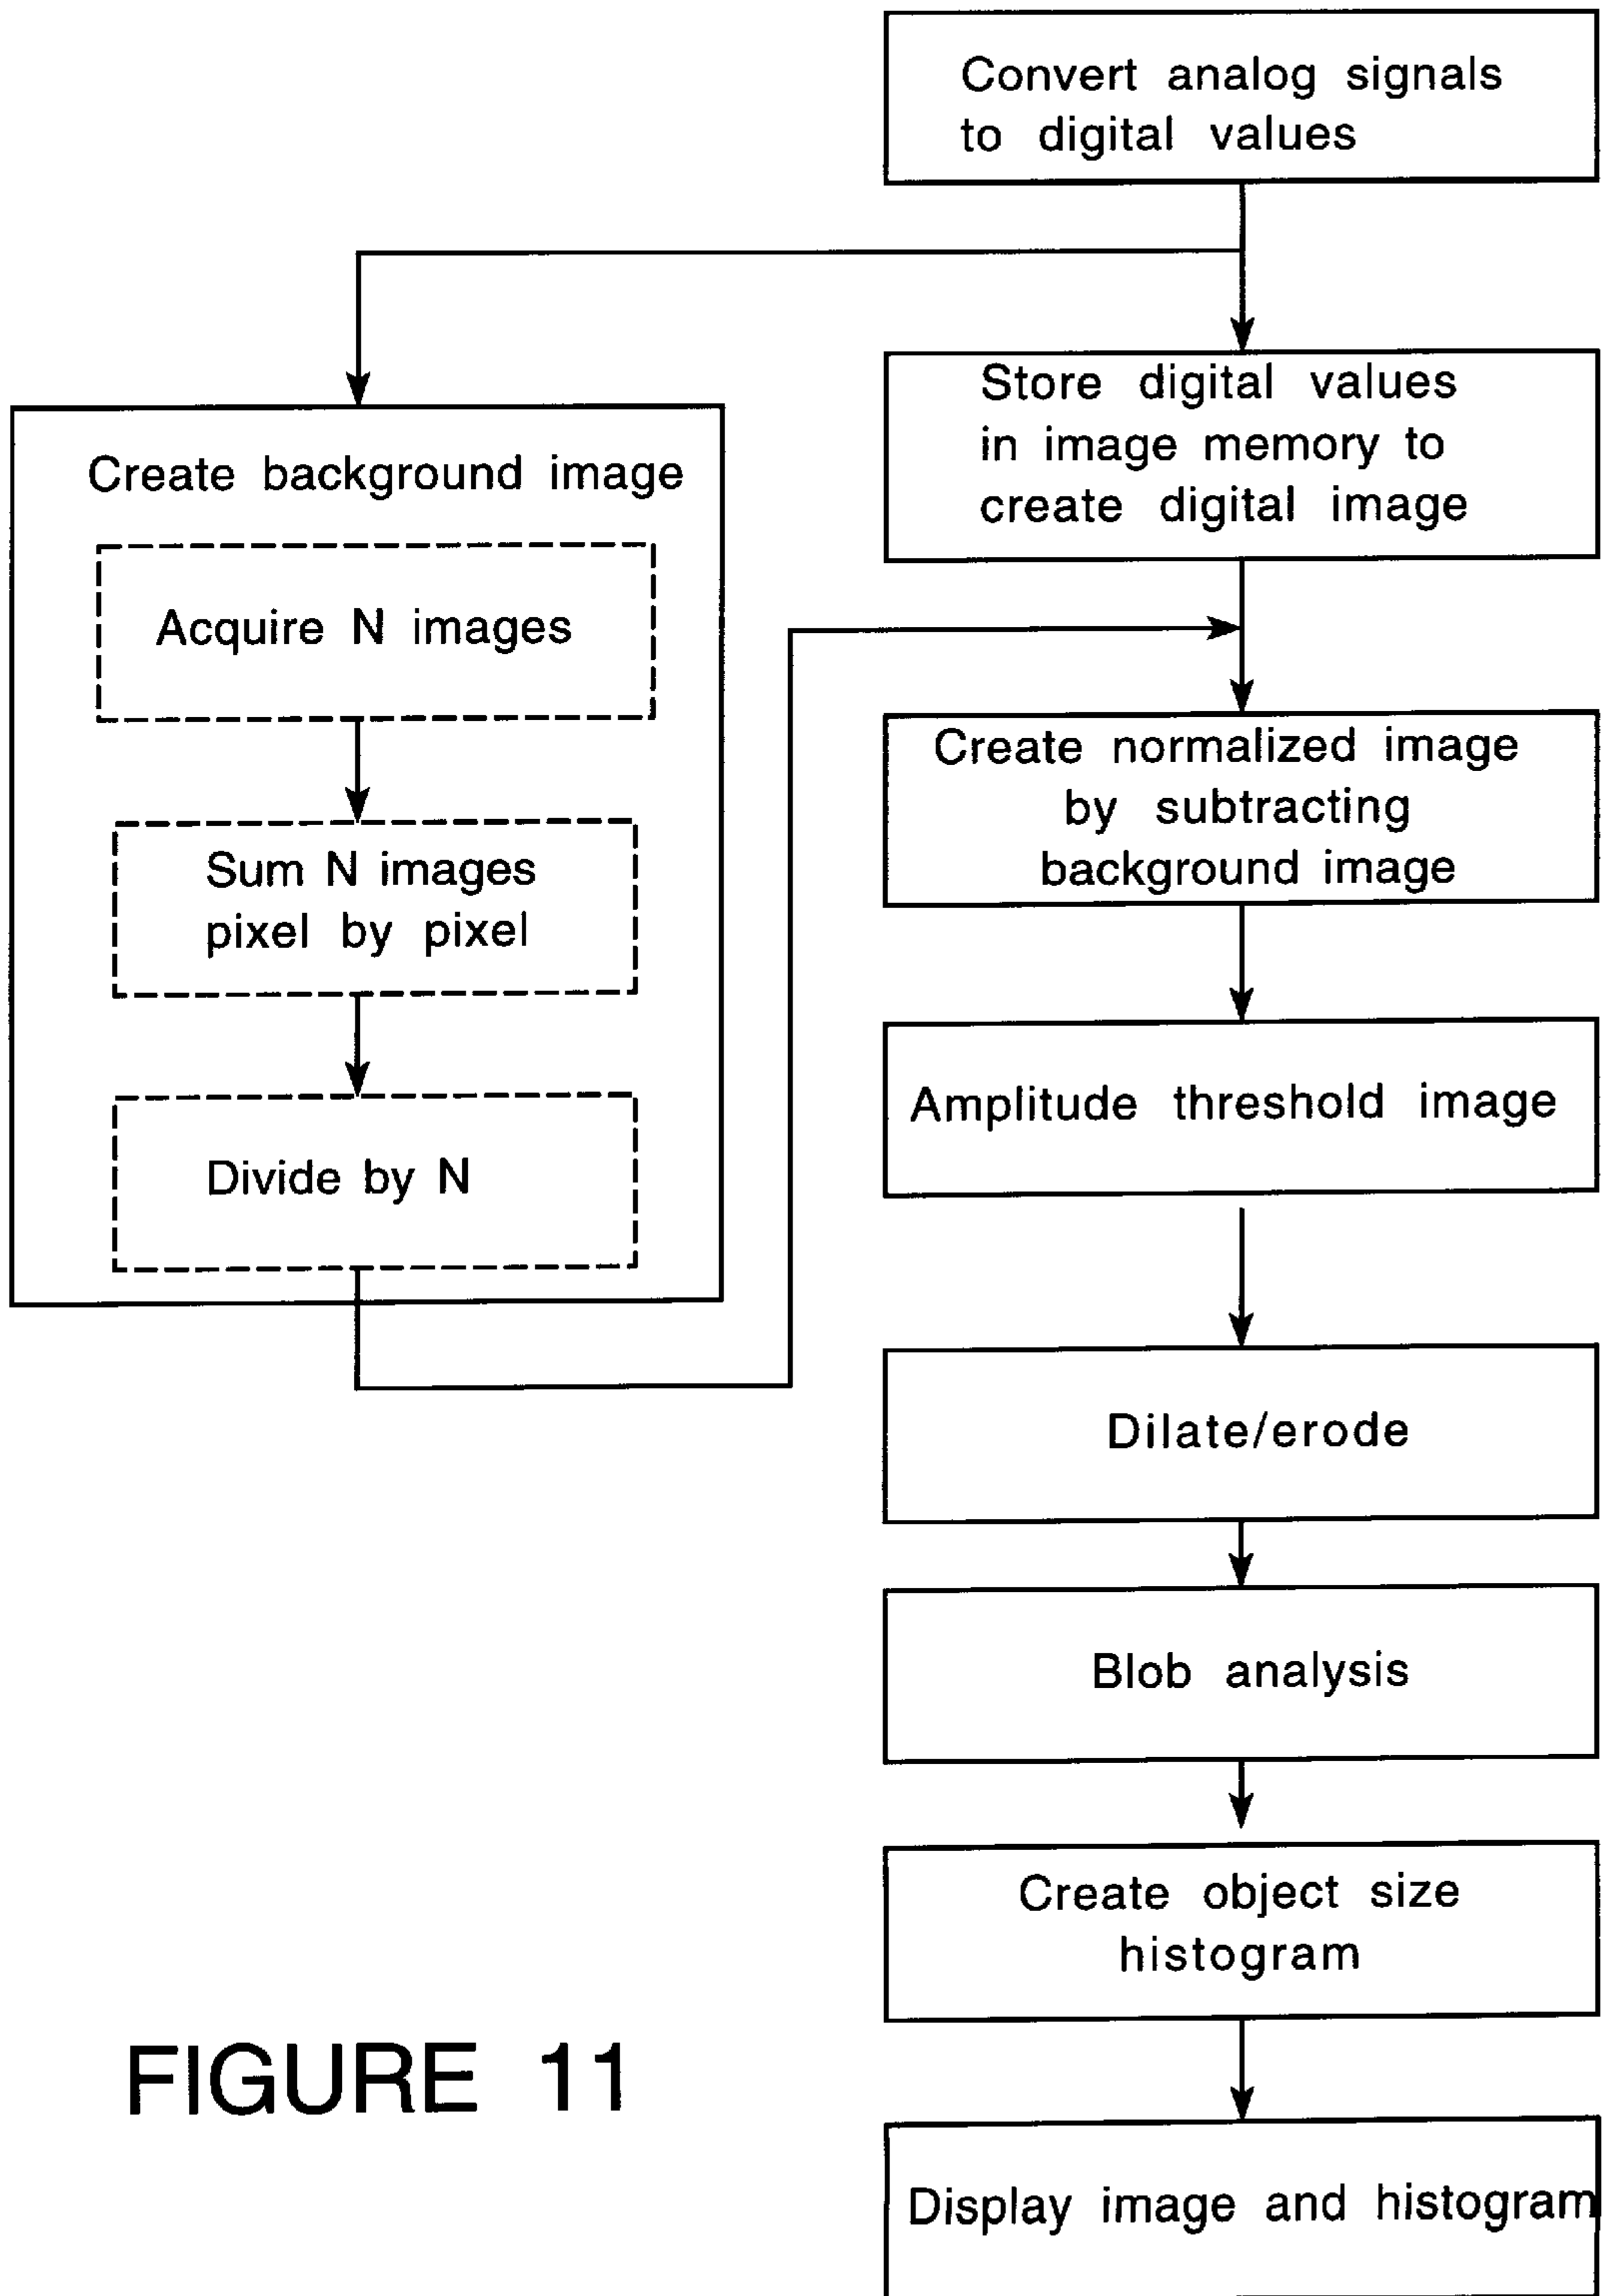 Convert analog signals
to digital values
Store digital values
in image memory to
create digital image
Create background image
Acquire N images
Sum N images
pixel by pixel
Divide by N
Create normalized image
by subtracting
background image
Amplitude threshold image
Dilate/erode
Blob analysis
Create object size
histogram
Display image and histogram
FIGURE 11